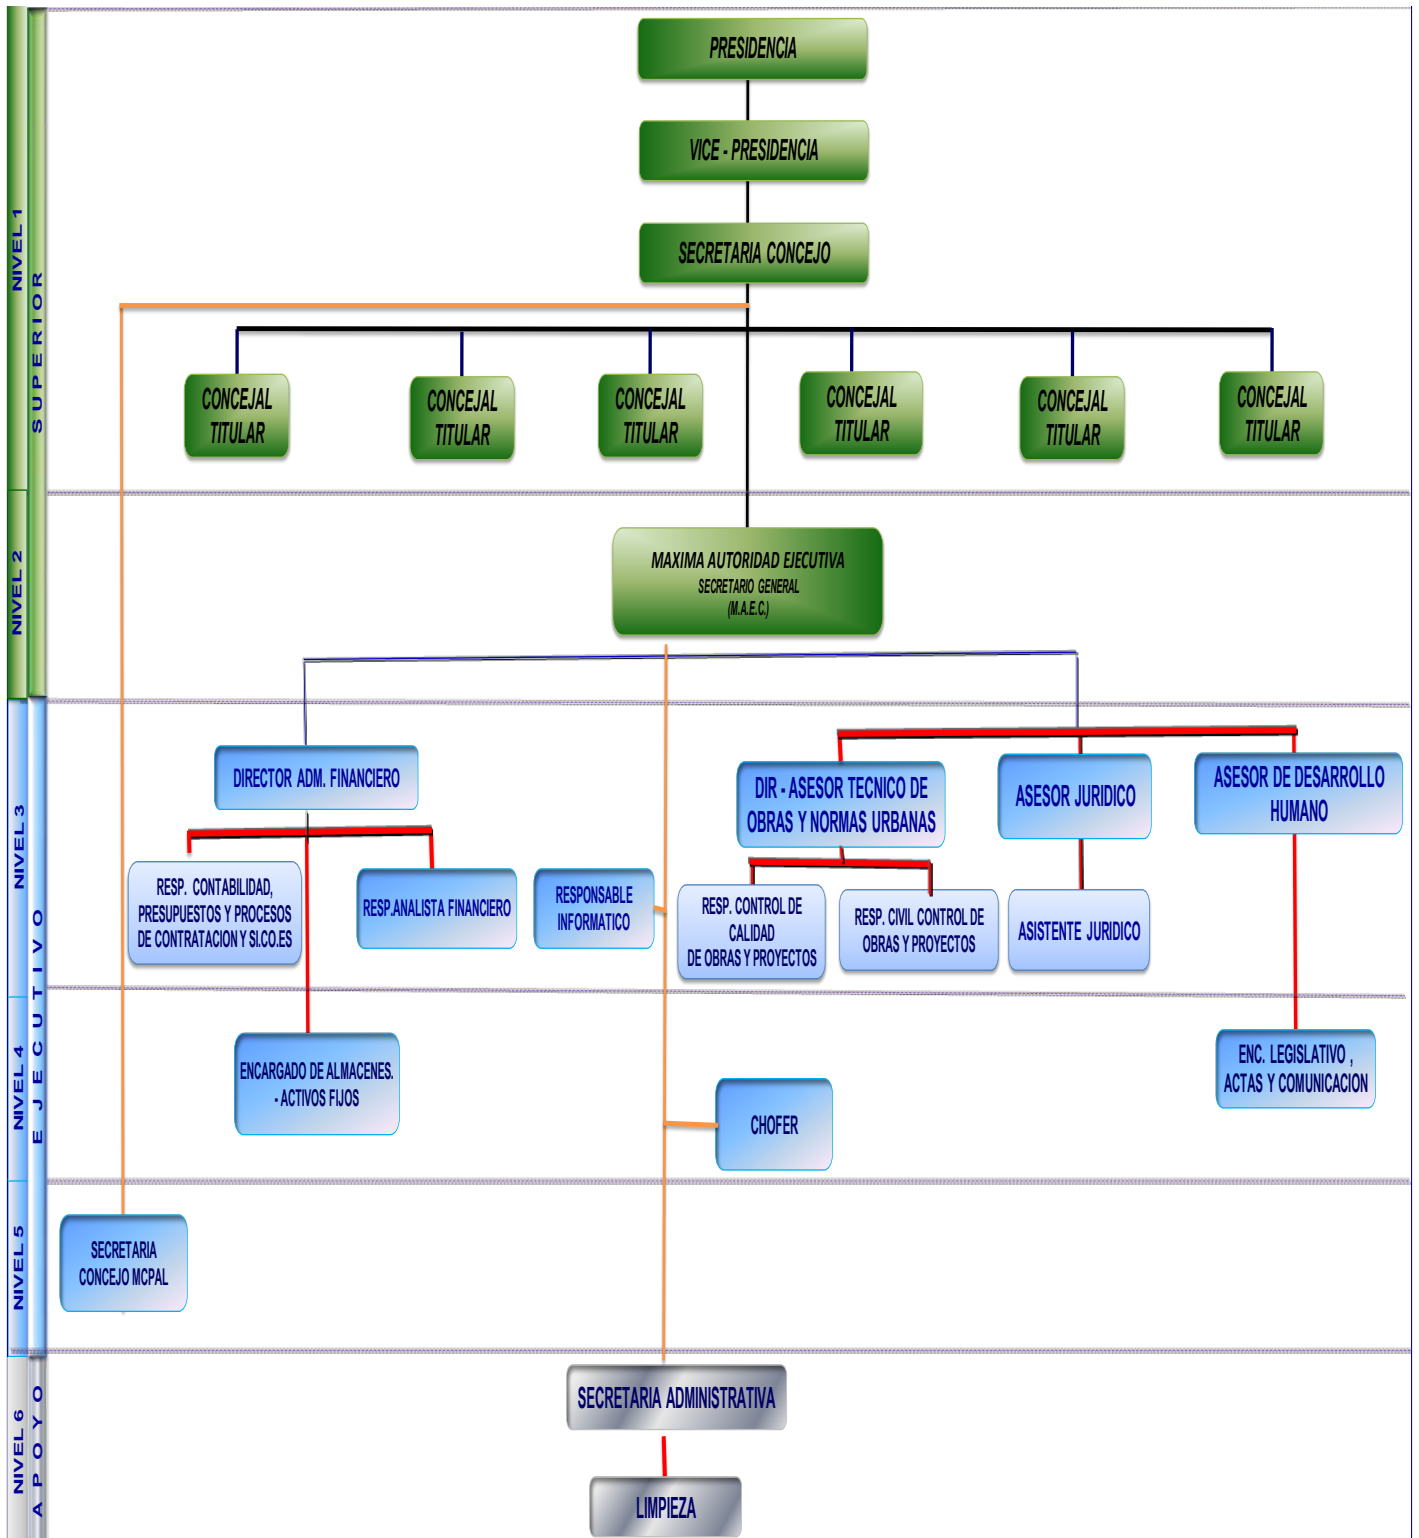 PRESIDENCIA
VICE - PRESIDENCIA
SECRETARIA CONCEJO
NIVEL 1
SUPERIOR
CONCEJAL
TITULAR
CONCEJAL
TITULAR
CONCEJAL
TITULAR
CONCEJAL
TITULAR
CONCEJAL
TITULAR
CONCEJAL
TITULAR
NIVEL 2
MAXIMA AUTORIDAD EJECUTIVA
SECRETARIO GENERAL
(M.A.E.C.)
NIVEL 3
EJECUTIVO
DIRECTOR ADM. FINANCIERO
DIR - ASESOR TECNICO DE
OBRAS Y NORMAS URBANAS
ASESOR JURIDICO
ASESOR DE DESARROLLO
HUMANO
RESP. CONTABILIDAD,
PRESUPUESTOS Y PROCESOS
DE CONTRATACION Y SI.CO.ES
RESP.ANALISTA FINANCIERO
RESPONSABLE
INFORMATICO
RESP. CONTROL DE
CALIDAD
DE OBRAS Y PROYECTOS
RESP. CIVIL CONTROL DE
OBRAS Y PROYECTOS
ASISTENTE JURIDICO
NIVEL 4
ENCARGADO DE ALMACENES.
- ACTIVOS FIJOS
CHOFER
ENC. LEGISLATIVO ,
ACTAS Y COMUNICACION
NIVEL 5
SECRETARIA
CONCEJO MCPAL
NIVEL 6
APOYO
SECRETARIA ADMINISTRATIVA
LIMPIEZA